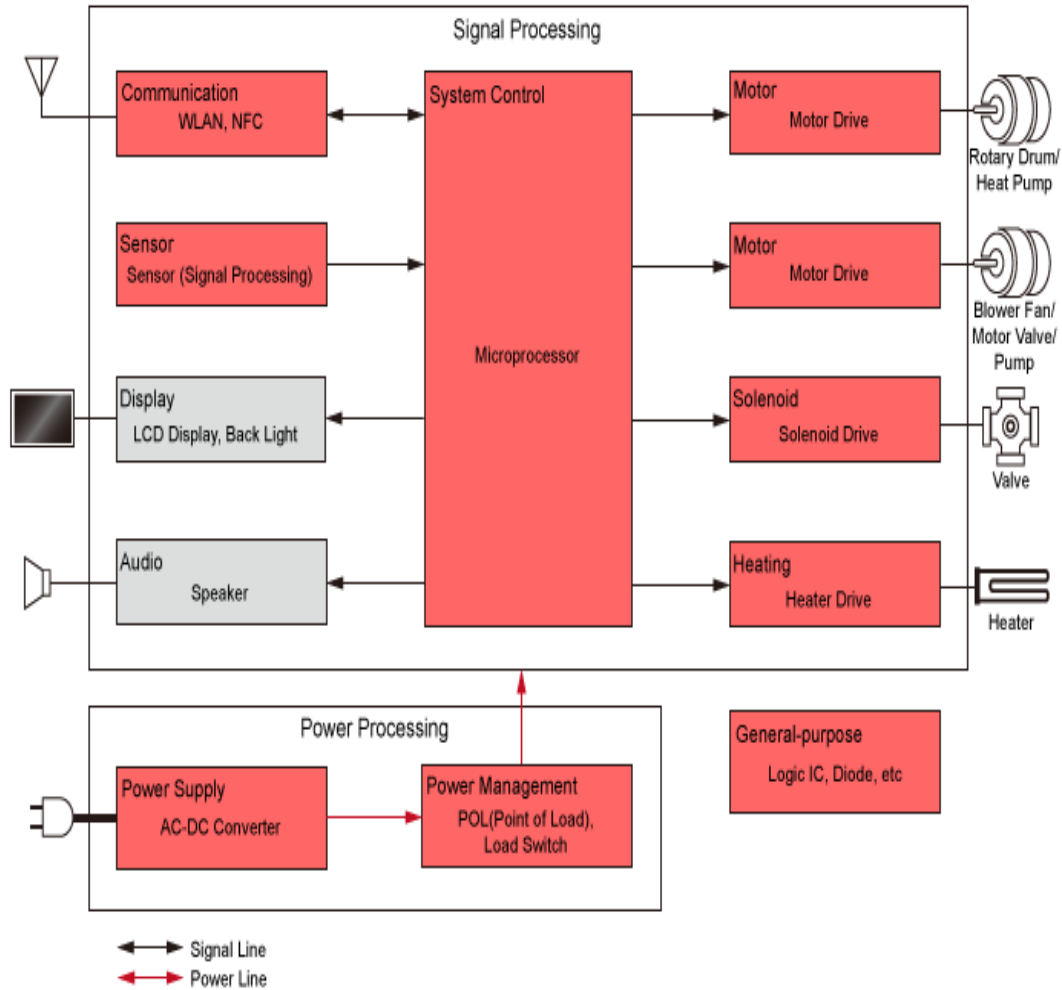 Signal Processing
Communication
WLAN, NFC
System Control
Motor
Motor Drive
Rotary Drum/
Heat Pump
Sensor
Sensor (Signal Processing)
Motor
Motor Drive
Blower Fan/
Motor Valve/
Pump
Microprocessor
Display
LCD Display, Back Light
Solenoid
Solenoid Drive
Valve
Audio
Speaker
Heating
Heater Drive
Heater
Power Processing
Power Supply
AC-DC Converter
Power Management
POL(Point of Load),
Load Switch
General-purpose
Logic IC, Diode, etc
Signal Line
Power Line